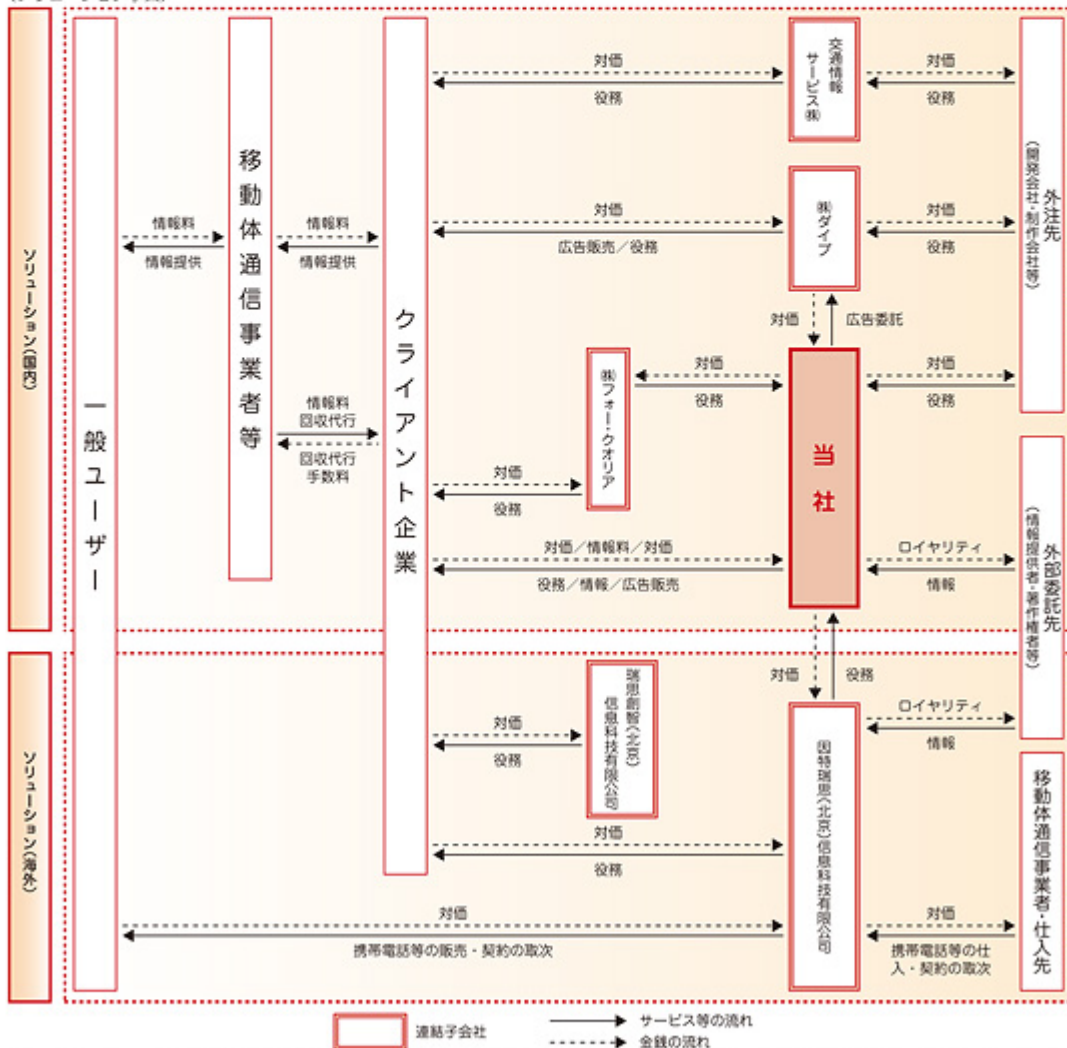 ソリューション(国内)
ソリューション(海外)
一般ユーザー
情報料
情報提供
移動体通信事業者等
情報料
情報提供
情報料
回収代行
回収代行
手数料
クライアント企業
対価
役務
交通情報
サービス㈱
対価
役務
外注先
(開発会社・制作会社等)
対価
広告販売/役務
㈱ダイブ
対価
役務
対価
広告委託
㈱フォー・クオリア
対価
役務
当社
対価
役務
対価
役務
対価/情報料/対価
役務/情報/広告販売
ロイヤリティ
情報
外部委託先
(情報提供者・著作権者等)
対価
役務
対価
役務
瑞思創智(北京)
信息科技有限公司
因特瑞思(北京)信息科技有限公司
ロイヤリティ
情報
対価
役務
移動体通信事業者・仕入先
対価
携帯電話等の販売・契約の取次
対価
携帯電話等の仕
入・契約の取次
連結子会社
サービス等の流れ
金銭の流れ